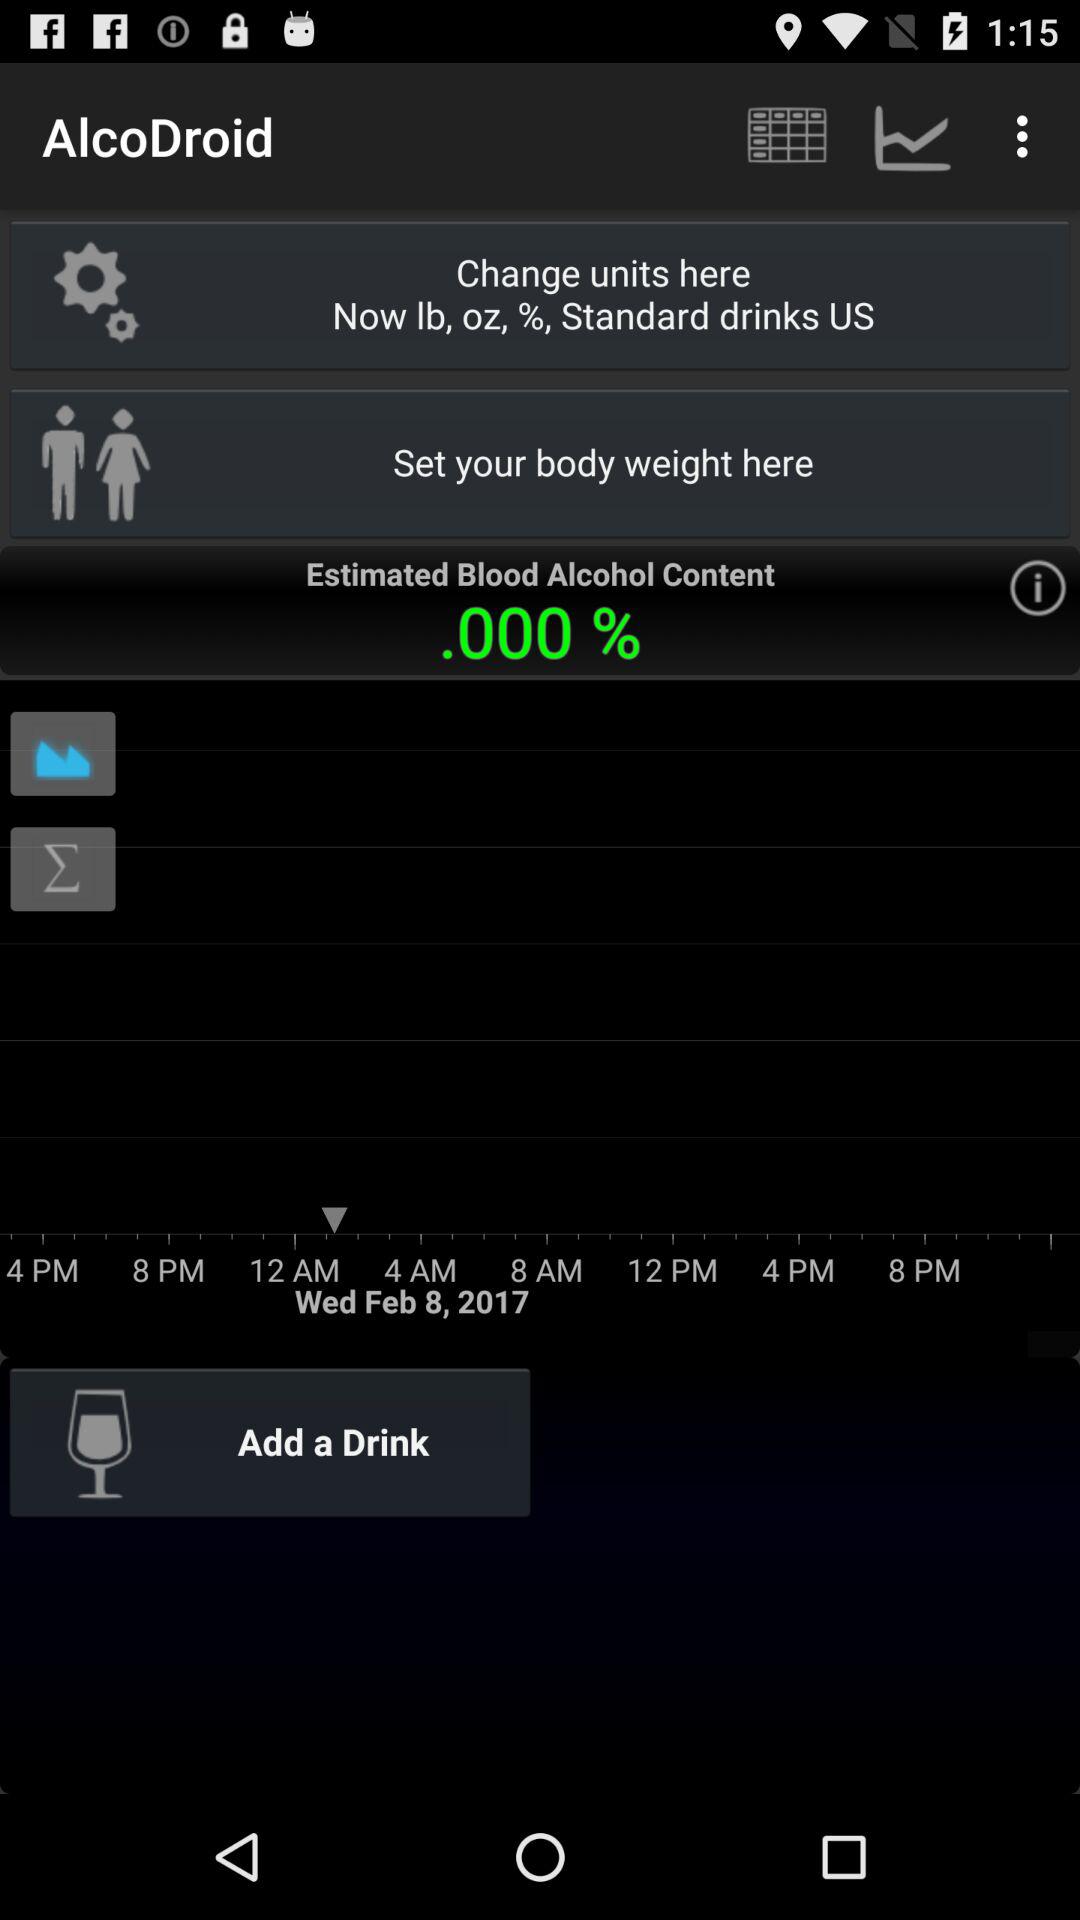 1:15
AlcoDroid
Change units here
Now lb, oz, %, Standard drinks US
Set your body weight here
Estimated Blood Alcohol Content
.000 %
Σ
4 PM 8 PM 12 AM 4 AM 8 AM 12 PM 4 PM 8 PM
Wed Feb 8, 2017
Add a Drink